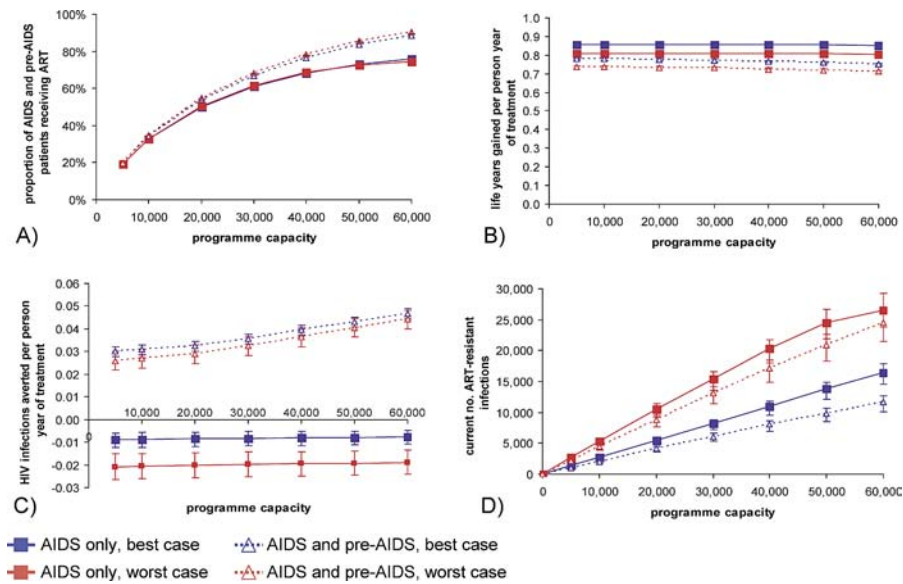 100%
80%
60%
40%
20%
0%
0 10,000 20,000 30,000 40,000 50,000 60,000
proportion of AIDS and pre-AIDS
patients receiving ART
programme capacity
A)
1.0
0.9
0.8
0.7
0.6
0.5
0.4
0.3
0.2
0.1
0.0
0 10,000 20,000 30,000 40,000 50,000 60,000
life years gained per person year
of treatment
programme capacity
B)
0.06
0.05
0.04
0.03
0.02
0.01
0.00
-0.01
-0.02
-0.03
0 10,000 20,000 30,000 40,000 50,000 60,000
HIV infections averted per person
year of treatment
programme capacity
C)
30,000
25,000
20,000
15,000
10,000
5,000
0
0 10,000 20,000 30,000 40,000 50,000 60,000
current no. ART-resistant
infections
programme capacity
D)
AIDS only, best case AIDS and pre-AIDS, best case
AIDS only, worst case AIDS and pre-AIDS, worst case